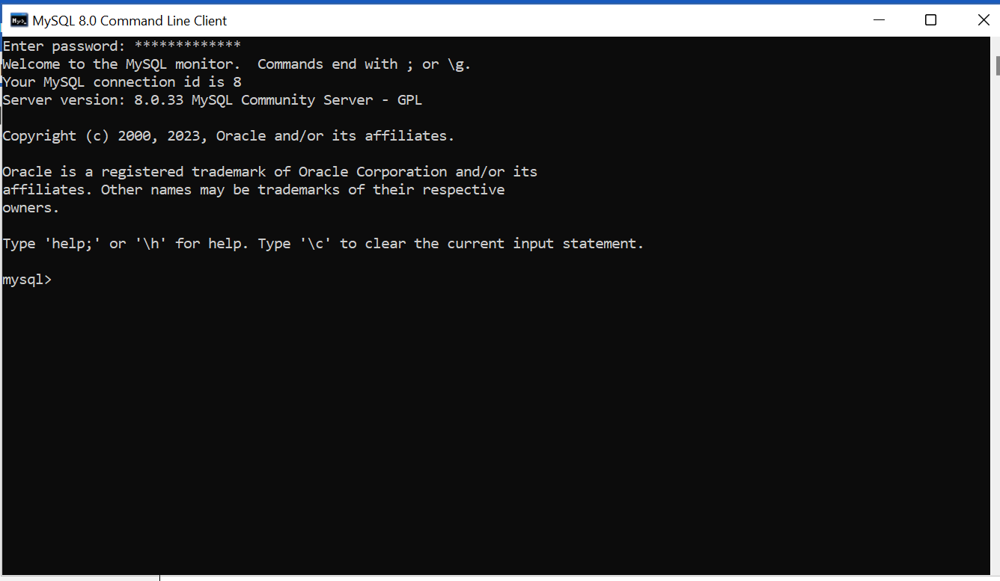 MySQL 8.0 Command Line Client
Enter password: *************
Welcome to the MySQL monitor.  Commands end with ; or \g.
Your MySQL connection id is 8
Server version: 8.0.33 MySQL Community Server - GPL
Copyright (c) 2000, 2023, Oracle and/or its affiliates.
Oracle is a registered trademark of Oracle Corporation and/or its
affiliates. Other names may be trademarks of their respective
owners.
Type 'help;' or '\h' for help. Type '\c' to clear the current input statement.
mysql>